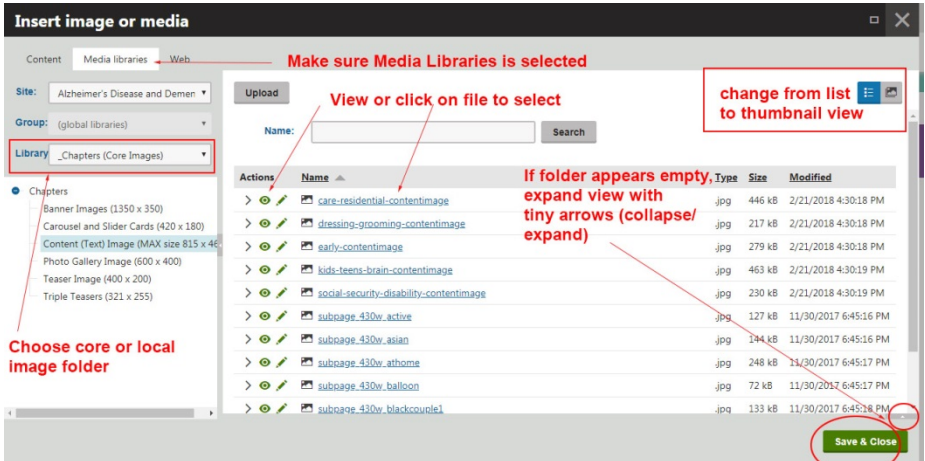 Insert image or media
Content Media libraries Web
Make sure Media Libraries is selected
Site: Alzheimer's Disease and Demen
Group: (global libraries)
Library _Chapters (Core Images)
Upload
View or click on file to select
change from list
to thumbnail view
Name: Search
Actions Name Type Size Modified
If folder appears empty,
expand view with
tiny arrows (collapse/
expand)
care-residential-contentimage .jpg 446 kB 2/21/2018 4:30:18 PM
dressing-grooming-contentimage .jpg 217 kB 2/21/2018 4:30:18 PM
early-contentimage .jpg 279 kB 2/21/2018 4:30:18 PM
kids-teens-brain-contentimage .jpg 463 kB 2/21/2018 4:30:19 PM
social-security-disability-contentimage .jpg 230 kB 2/21/2018 4:30:19 PM
subpage_430w_active .jpg 127 kB 11/30/2017 6:45:16 PM
subpage_430w_asian .jpg 144 kB 11/30/2017 6:45:16 PM
subpage_430w_athome .jpg 248 kB 11/30/2017 6:45:17 PM
subpage_430w_balloon .jpg 72 kB 11/30/2017 6:45:17 PM
subpage_430w_blackcouple1 .jpg 133 kB 11/30/2017 6:45:18 PM
Chapters
Banner Images (1350 x 350)
Carousel and Slider Cards (420 x 180)
Content (Text) Image (MAX size 815 x 46
Photo Gallery Image (600 x 400)
Teaser Image (400 x 200)
Triple Teasers (321 x 255)
Choose core or local
image folder
Save & Close